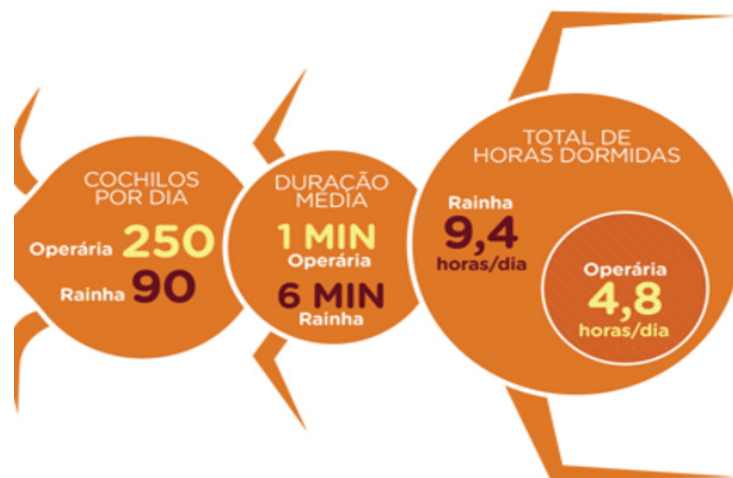 COCHILOS
POR DIA
Operária 250
Rainha 90
DURAÇÃO
MÉDIA
1 MIN
Operária
6 MIN
Rainha
TOTAL DE
HORAS DORMIDAS
Rainha
9,4
horas/dia
Operária
4,8
horas/dia